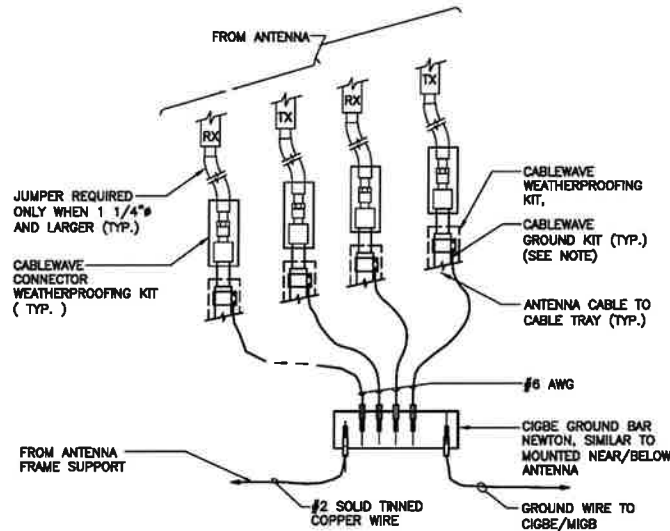 FROM ANTENNA
RX
TX
RX
TX
JUMPER REQUIRED
ONLY WHEN 1 1/4"ø
AND LARGER (TYP.)
CABLEWAVE
CONNECTOR
WEATHERPROOFING KIT
( TYP. )
CABLEWAVE
WEATHERPROOFING
KIT,
CABLEWAVE
GROUND KIT (TYP.)
(SEE NOTE)
ANTENNA CABLE TO
CABLE TRAY (TYP.)
#6 AWG
CIGBE GROUND BAR
NEWTON, SIMILAR TO
MOUNTED NEAR/BELOW
ANTENNA
FROM ANTENNA
FRAME SUPPORT
#2 SOLID TINNED
COPPER WIRE
GROUND WIRE TO
CIGBE/MIGB